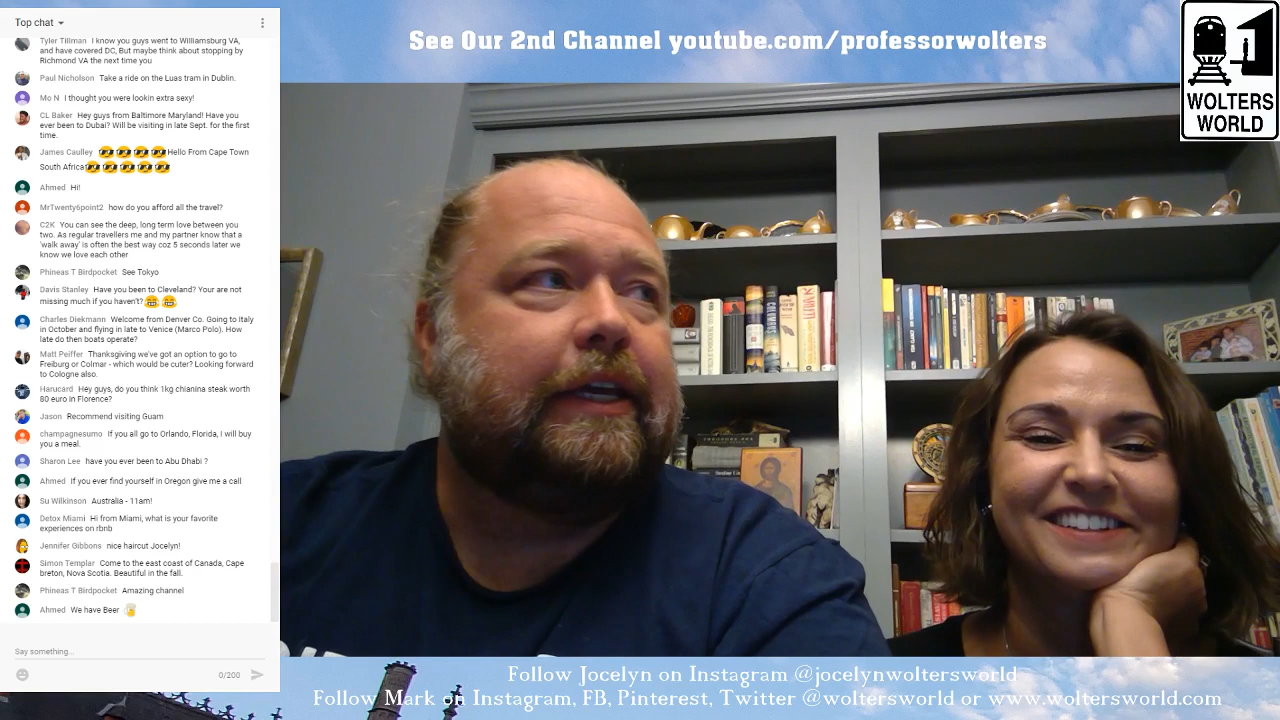 Top chat
Tyler Tillman I know you guys went to Williamsburg VA,
and have covered DC, But maybe think about stopping by
Richmond VA the next time you
Paul Nicholson Take a ride on the Luas tram in Dublin.
Mo N I thought you were lookin extra sexy!
CL Baker Hey guys from Baltimore Maryland! Have you
ever been to Dubai? Will be visiting in late Sept. for the first
time.
James Caulley 😎😎😎😎Hello From Cape Town
South Africa😎😎😎😎😎
Ahmed Hi!
MrTwenty6point2 how do you afford all the travel?
C2K You can see the deep, long term love between you
two. As regular travellers me and my partner know that a
'walk away' is often the best way coz 5 seconds later we
know we love each other
Phineas T Birdpocket See Tokyo
Davis Stanley Have you been to Cleveland? Your are not
missing much if you haven't?😂 😂
Charles Diekmann Welcome from Denver Co. Going to Italy
in October and flying in late to Venice (Marco Polo). How
late do then boats operate?
Matt Peiffer Thanksgiving we've got an option to go to
Freiburg or Colmar - which would be cuter? Looking forward
to Cologne also.
Harucard Hey guys, do you think 1kg chianina steak worth
80 euro in Florence?
Jason Recommend visiting Guam
champagnesumo If you all go to Orlando, Florida, I will buy
you a meal.
Sharon Lee have you ever been to Abu Dhabi ?
Ahmed If you ever find yourself in Oregon give me a call
Su Wilkinson Australia - 11am!
Detox Miami Hi from Miami, what is your favorite
experiences on rbnb
Jennifer Gibbons nice haircut Jocelyn!
Simon Templar Come to the east coast of Canada, Cape
breton, Nova Scotia. Beautiful in the fall.
Phineas T Birdpocket Amazing channel
Ahmed We have Beer 🍺
Say something...
0/200
See Our 2nd Channel youtube.com/professorwolters
WOLTERS
WORLD
Follow Jocelyn on Instagram @jocelynwoltersworld
Follow Mark on Instagram, FB, Pinterest, Twitter @woltersworld or www.woltersworld.com